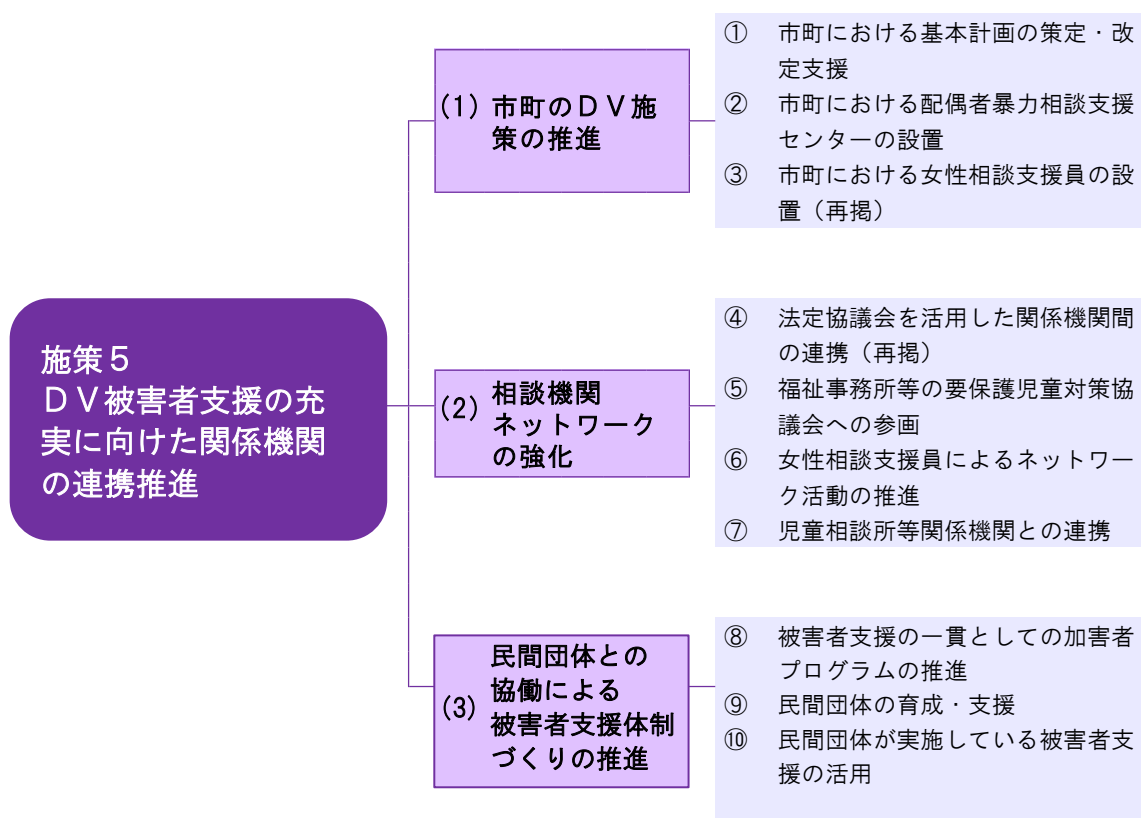 施策５
ＤＶ被害者支援の充
実に向けた関係機関
の連携推進
(1) 市町のＤＶ施
策の推進
① 市町における基本計画の策定・改
定支援
② 市町における配偶者暴力相談支援
センターの設置
③ 市町における女性相談支援員の設
置（再掲）
(2) 相談機関
ネットワーク
の強化
④ 法定協議会を活用した関係機関間
の連携（再掲）
⑤ 福祉事務所等の要保護児童対策協
議会への参画
⑥ 女性相談支援員によるネットワー
ク活動の推進
⑦ 児童相談所等関係機関との連携
(3) 民間団体との
協働による
被害者支援体制
づくりの推進
⑧ 被害者支援の一貫としての加害者
プログラムの推進
⑨ 民間団体の育成・支援
⑩ 民間団体が実施している被害者支
援の活用